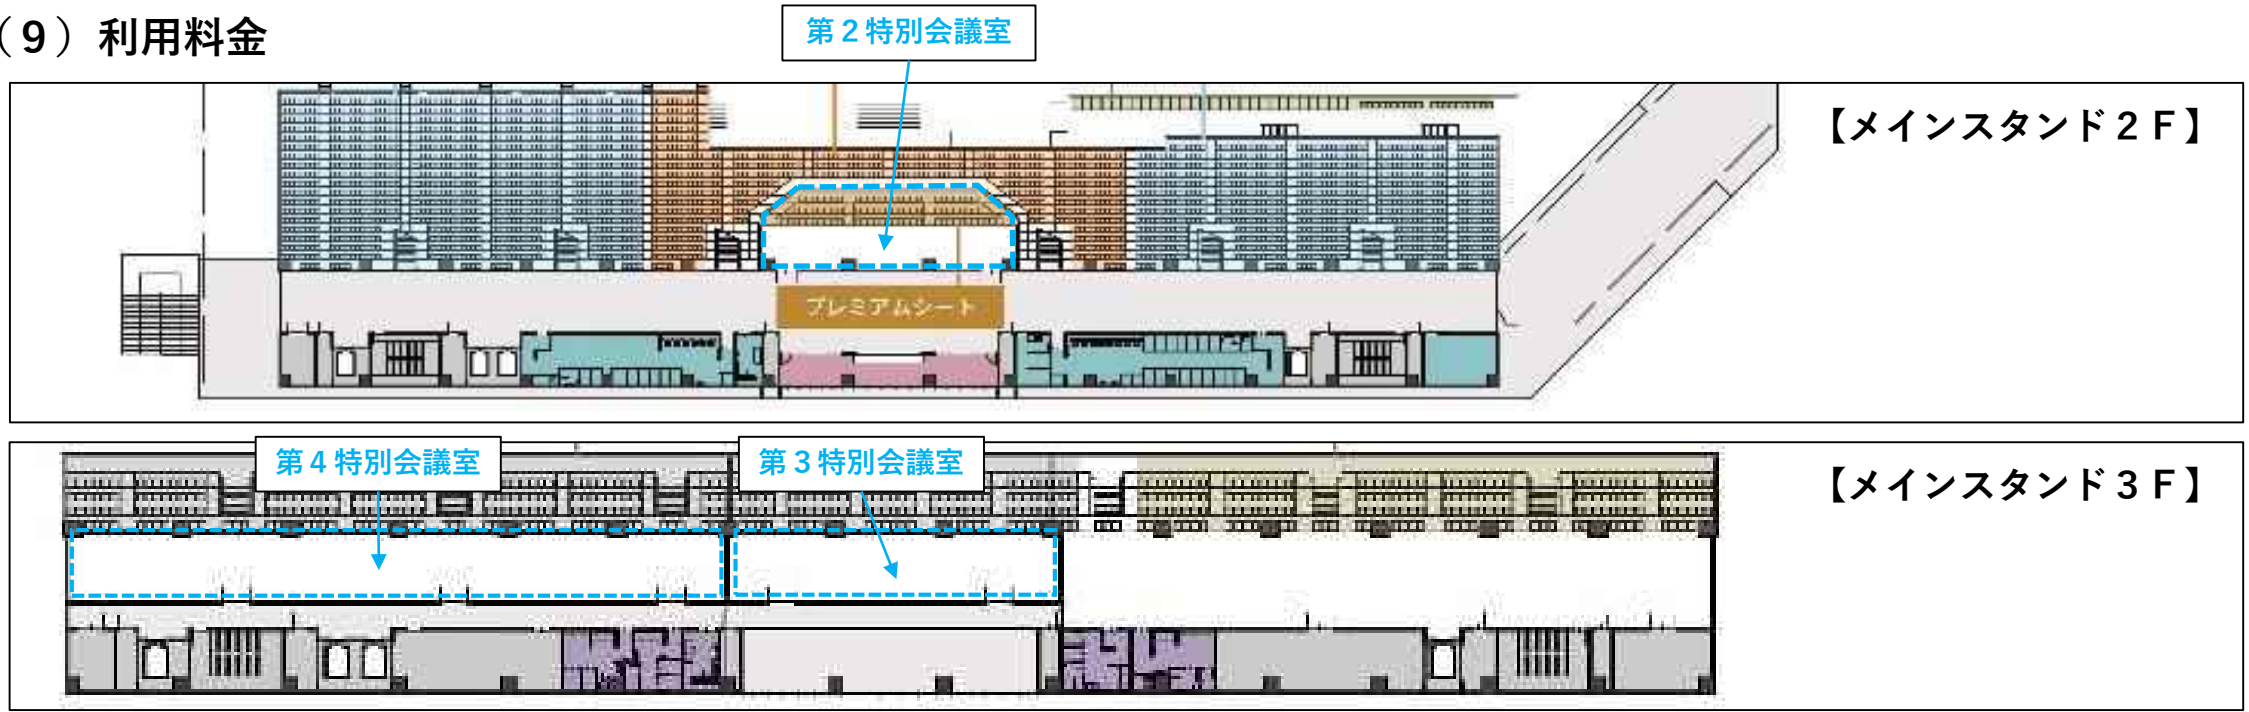 （９）利用料金
第２特別会議室
【メインスタンド２Ｆ】
プレミアムシート
第４特別会議室
第３特別会議室
【メインスタンド３Ｆ】